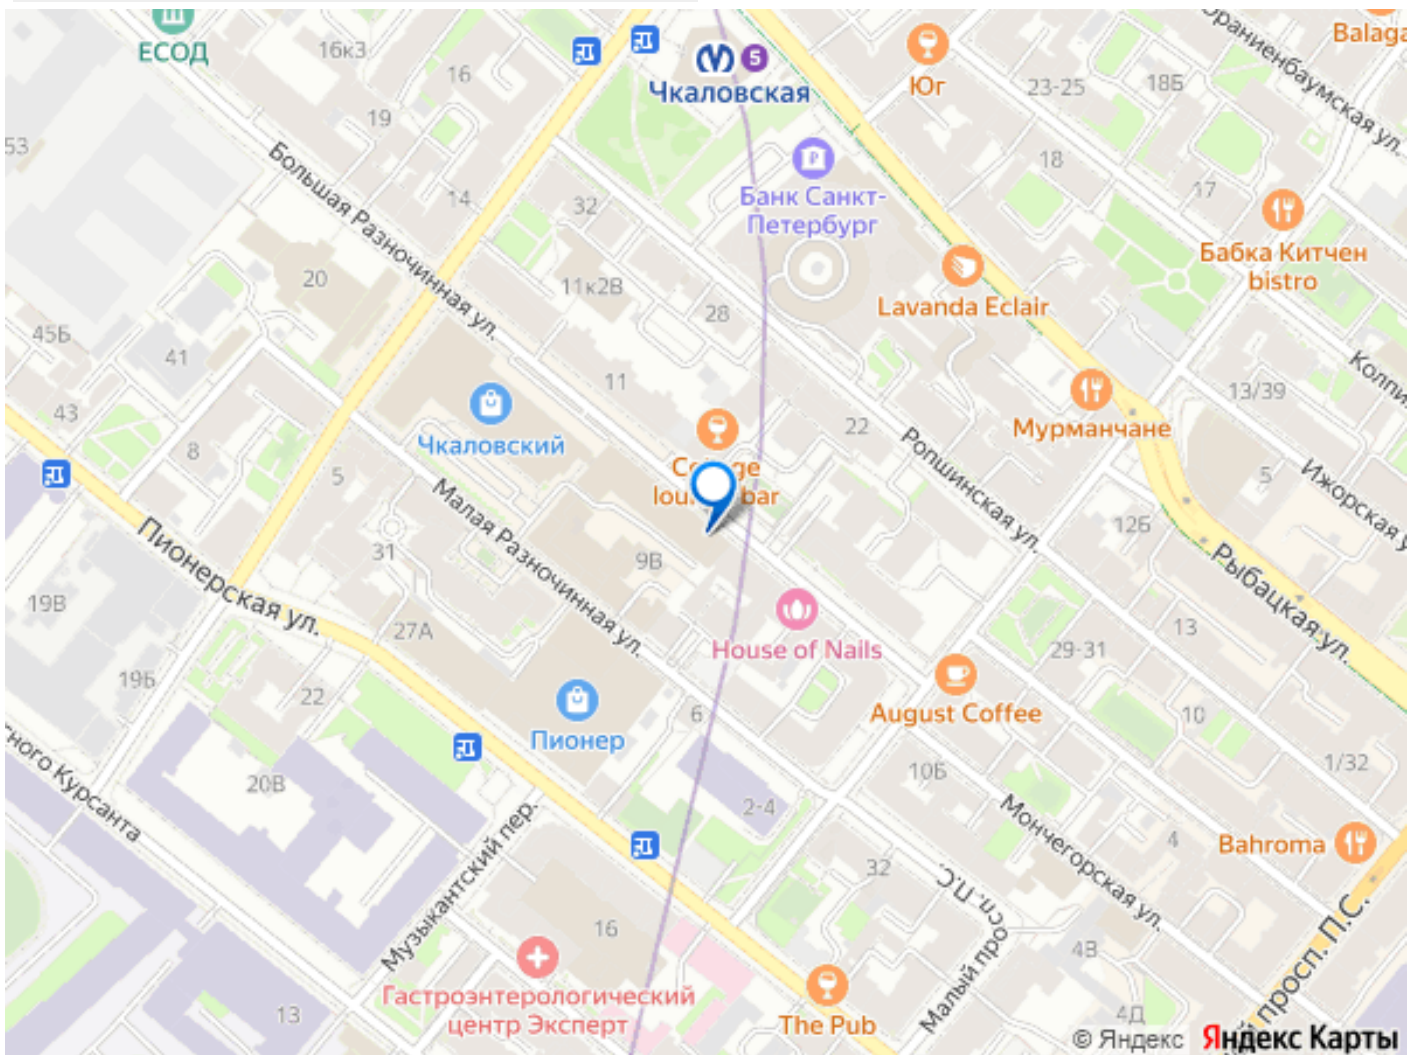 ЕСОД
16к3
16
5
Чкаловская
Юг
23-25
18Б
Ораниенбаумская ул.
Balaga
53
19
14
Большая Разночинная ул.
32
Банк Санкт-
Петербург
18
17
Бабка Китчен
bistro
20
11к2В
28
Lavanda Eclair
45Б
41
11
22
Мурманчане
13/39
43
8
5
Чкаловский
bar
Ропшинская ул.
5
Ижорская
Малая Разночинная ул.
31
9В
12Б
Рыбацкая ул.
Пионерская ул.
19В
27А
House of Nails
29-31
13
19Б
22
August Coffee
10
Пионер
6
1/32
20В
10Б
2-4
Мончегорская ул.
4
Bahroma
Курсанта
Музыкантский пер.
32
Малый просп. П.С.
16
4В
просп. П.С.
Гастроэнтерологический
центр Эксперт
The Pub
13
4Д
© Яндекс Яндекс Карты